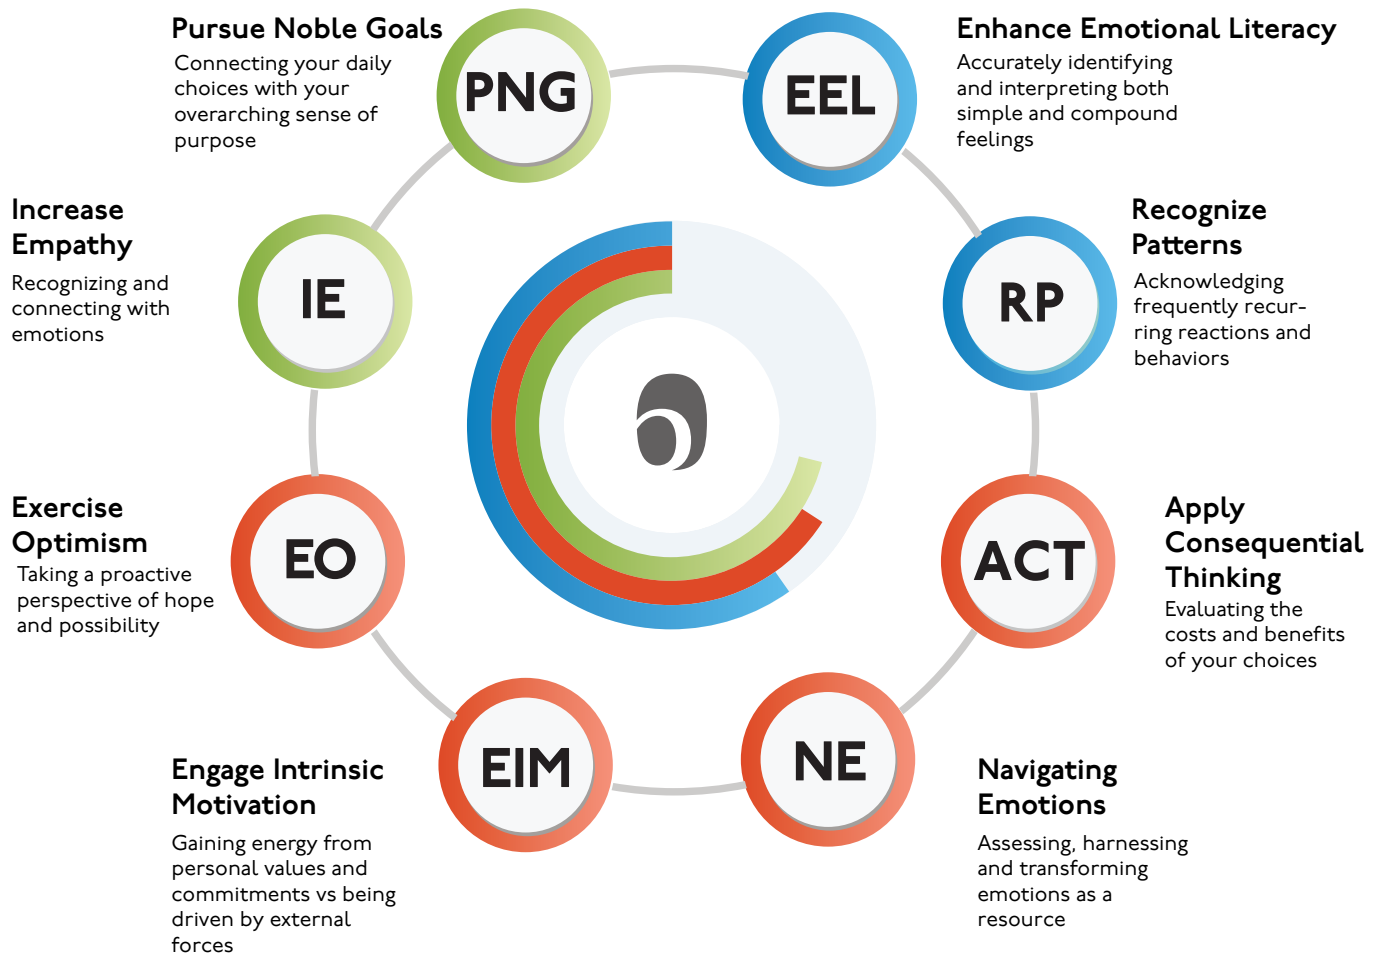 Pursue Noble Goals
Connecting your daily
choices with your
overarching sense of
purpose
PNG
EEL
Enhance Emotional Literacy
Accurately identifying
and interpreting both
simple and compound
feelings
Increase
Empathy
Recognizing and
connecting with
emotions
IE
RP
Recognize
Patterns
Acknowledging
frequently recur-
ring reactions and
behaviors
6
Exercise
Optimism
Taking a proactive
perspective of hope
and possibility
EO
ACT
Apply
Consequential
Thinking
Evaluating the
costs and benefits
of your choices
Engage Intrinsic
Motivation
Gaining energy from
personal values and
commitments vs being
driven by external
forces
EIM
NE
Navigating
Emotions
Assessing, harnessing
and transforming
emotions as a
resource